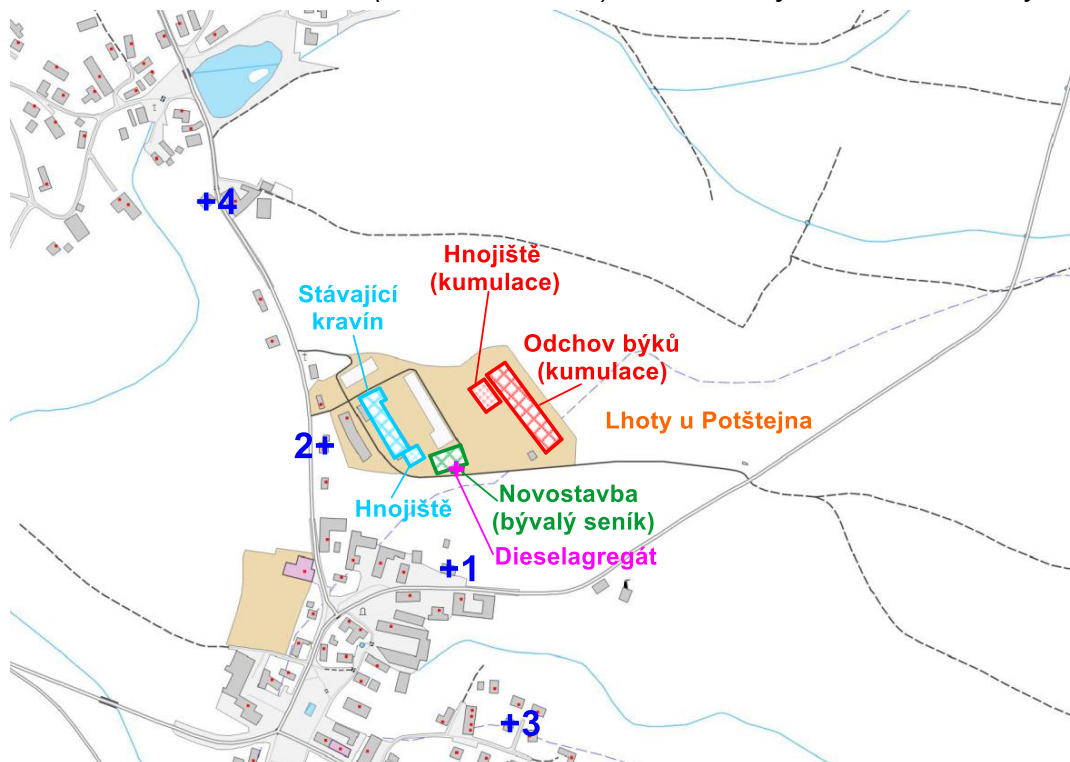 +4
Hnojiště
(kumulace)
Stávající
kravín
Odchov býků
(kumulace)
Lhoty u Potštejna
2+
Hnojiště
Novostavba
(bývalý seník)
Dieselagregát
+1
+3